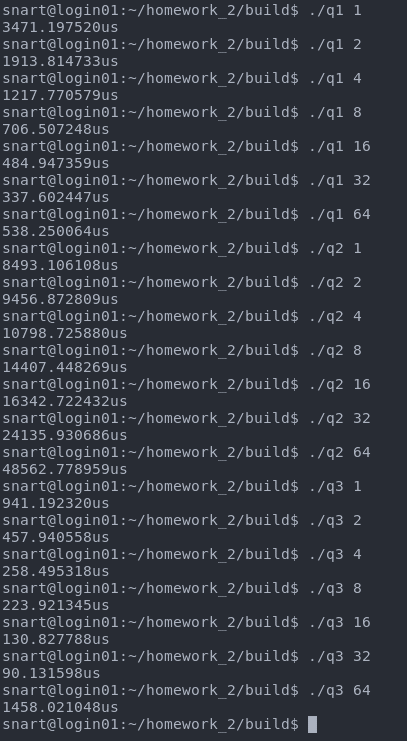 snart@login01:~/homework_2/build$ ./q1 1
3471.197520us
snart@login01:~/homework_2/build$ ./q1 2
1913.814733us
snart@login01:~/homework_2/build$ ./q1 4
1217.770579us
snart@login01:~/homework_2/build$ ./q1 8
706.507248us
snart@login01:~/homework_2/build$ ./q1 16
484.947359us
snart@login01:~/homework_2/build$ ./q1 32
337.602447us
snart@login01:~/homework_2/build$ ./q1 64
538.250064us
snart@login01:~/homework_2/build$ ./q2 1
8493.106108us
snart@login01:~/homework_2/build$ ./q2 2
9456.872809us
snart@login01:~/homework_2/build$ ./q2 4
10798.725880us
snart@login01:~/homework_2/build$ ./q2 8
14407.448269us
snart@login01:~/homework_2/build$ ./q2 16
16342.722432us
snart@login01:~/homework_2/build$ ./q2 32
24135.930686us
snart@login01:~/homework_2/build$ ./q2 64
48562.778959us
snart@login01:~/homework_2/build$ ./q3 1
941.192320us
snart@login01:~/homework_2/build$ ./q3 2
457.940558us
snart@login01:~/homework_2/build$ ./q3 4
258.495318us
snart@login01:~/homework_2/build$ ./q3 8
223.921345us
snart@login01:~/homework_2/build$ ./q3 16
130.827788us
snart@login01:~/homework_2/build$ ./q3 32
90.131598us
snart@login01:~/homework_2/build$ ./q3 64
1458.021048us
snart@login01:~/homework_2/build$